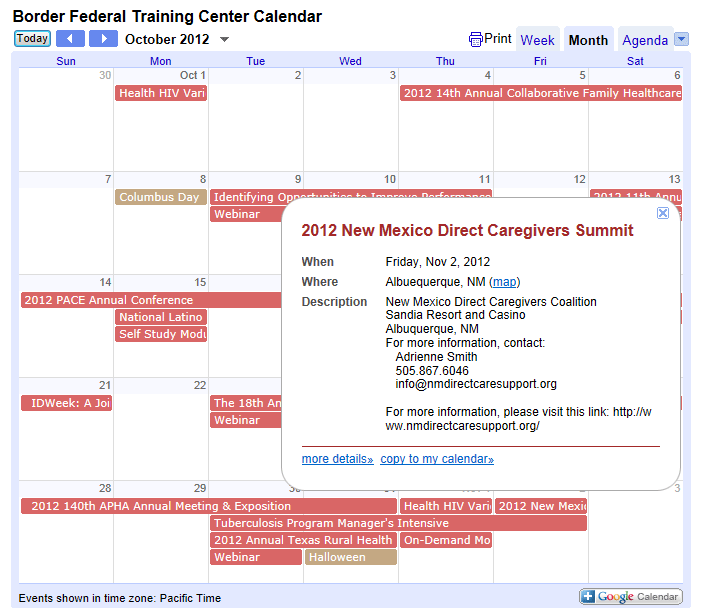 Border Federal Training Center Calendar
Today October 2012 Print Week Month Agenda
Sun Mon Tue Wed Thu Fri Sat
30 Oct 1 2 3 4 5 6
Health HIV Vari 2012 14th Annual Collaborative Family Healthcare
7 8 9 10 11 12 13
Columbus Day Identifying Opportunities to Improve Performance 2012 11th Annu
Webinar
2012 New Mexico Direct Caregivers Summit
When Friday, Nov 2, 2012
Where Albuequerque, NM (map)
Description New Mexico Direct Caregivers Coalition
Sandia Resort and Casino
Albuquerque, NM
For more information, contact:
Adrienne Smith
505.867.6046
info@nmdirectcaresupport.org
For more information, please visit this link: http://w
ww.nmdirectcaresupport.org/
more details» copy to my calendar»
14 15
2012 PACE Annual Conference
National Latino
Self Study Modu
21 22
IDWeek: A Joi The 18th An
Webinar
28 29 3
2012 140th APHA Annual Meeting & Exposition Health HIV Vari 2012 New Mexic
Tuberculosis Program Manager's Intensive
2012 Annual Texas Rural Health On-Demand Mo
Webinar Halloween
Events shown in time zone: Pacific Time
Google Calendar